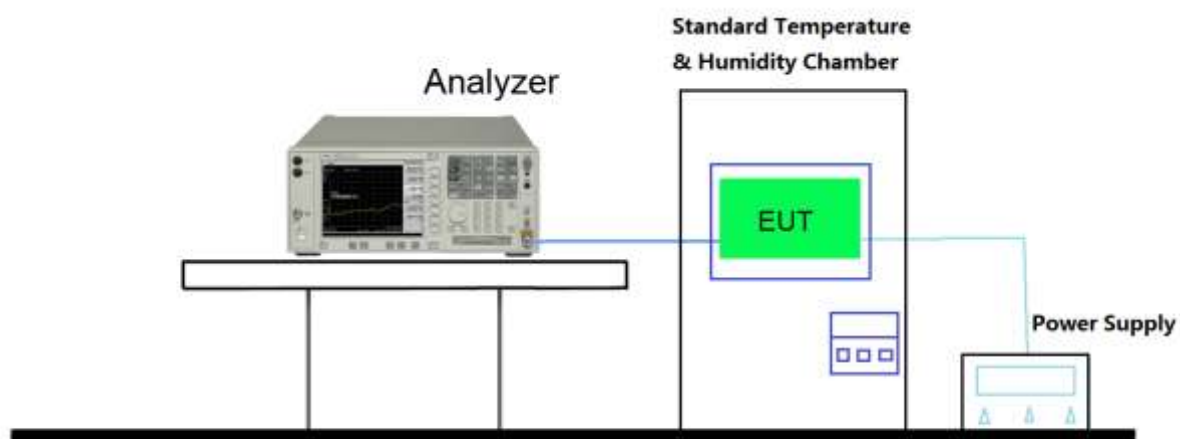 Standard Temperature
& Humidity Chamber
Analyzer
EUT
Power Supply